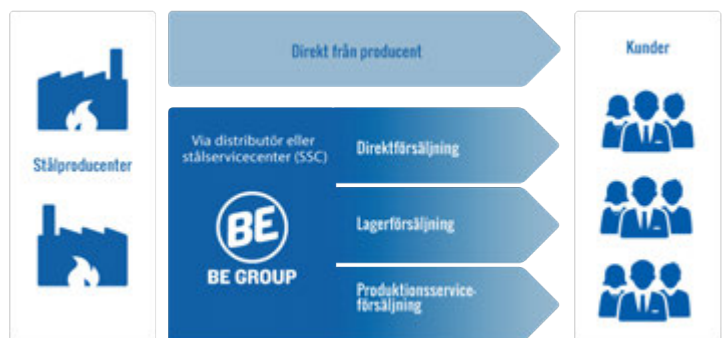 Stålproducenter
Direkt från producent
Via distributör eller
stålservicecenter (SSC)
BE
BE GROUP
Direktförsäljning
Lagerförsäljning
Produktionsservice-
försäljning
Kunder